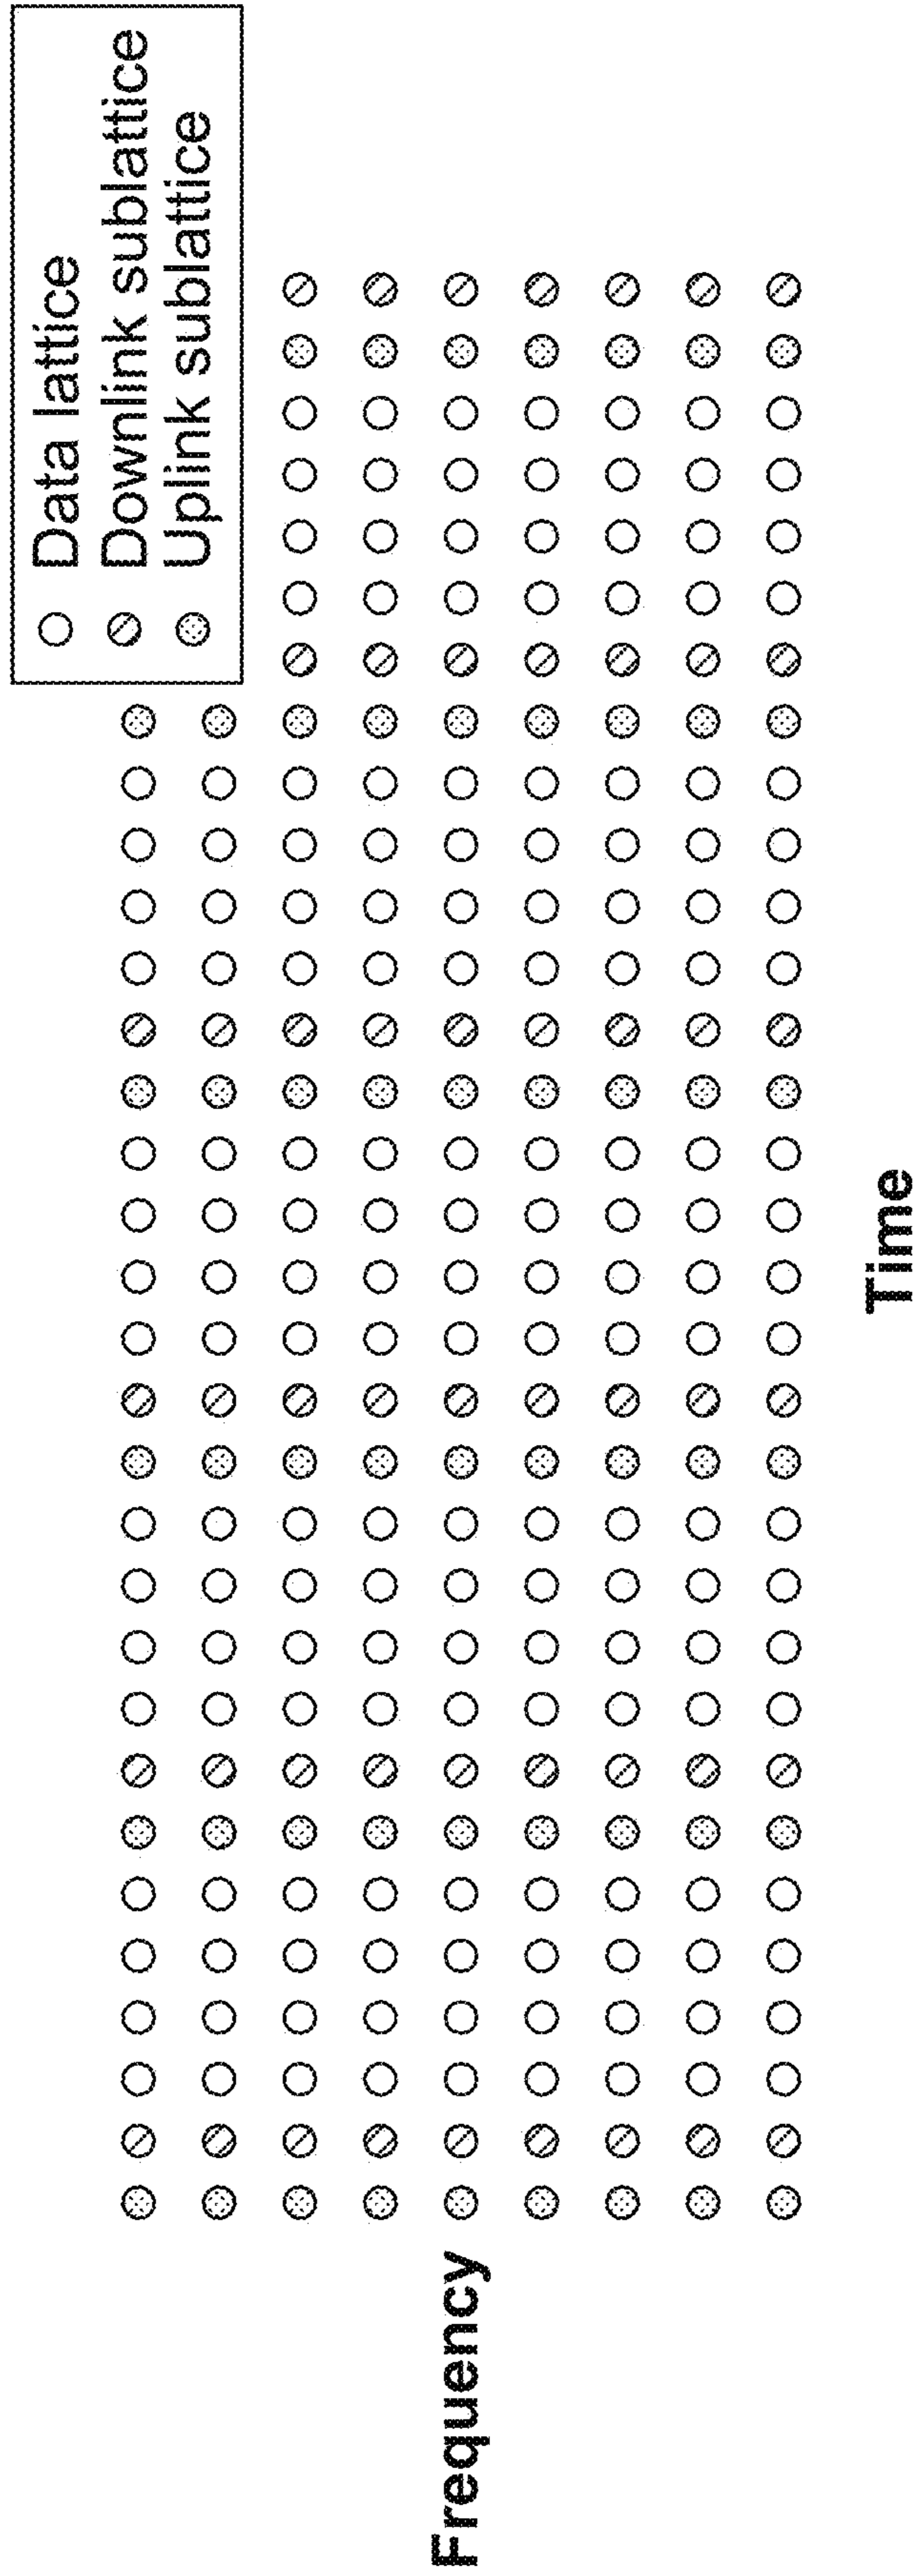 Data lattice
Downlink sublattice
Uplink sublattice
Frequency
Time